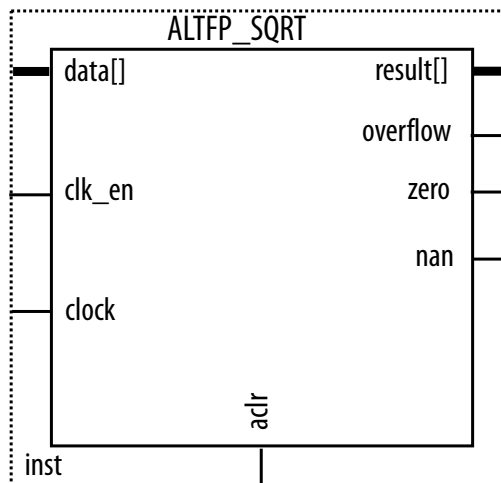 ALTFP_SQRT
data[]
result[]
overflow
clk_en
zero
nan
clock
aclr
inst